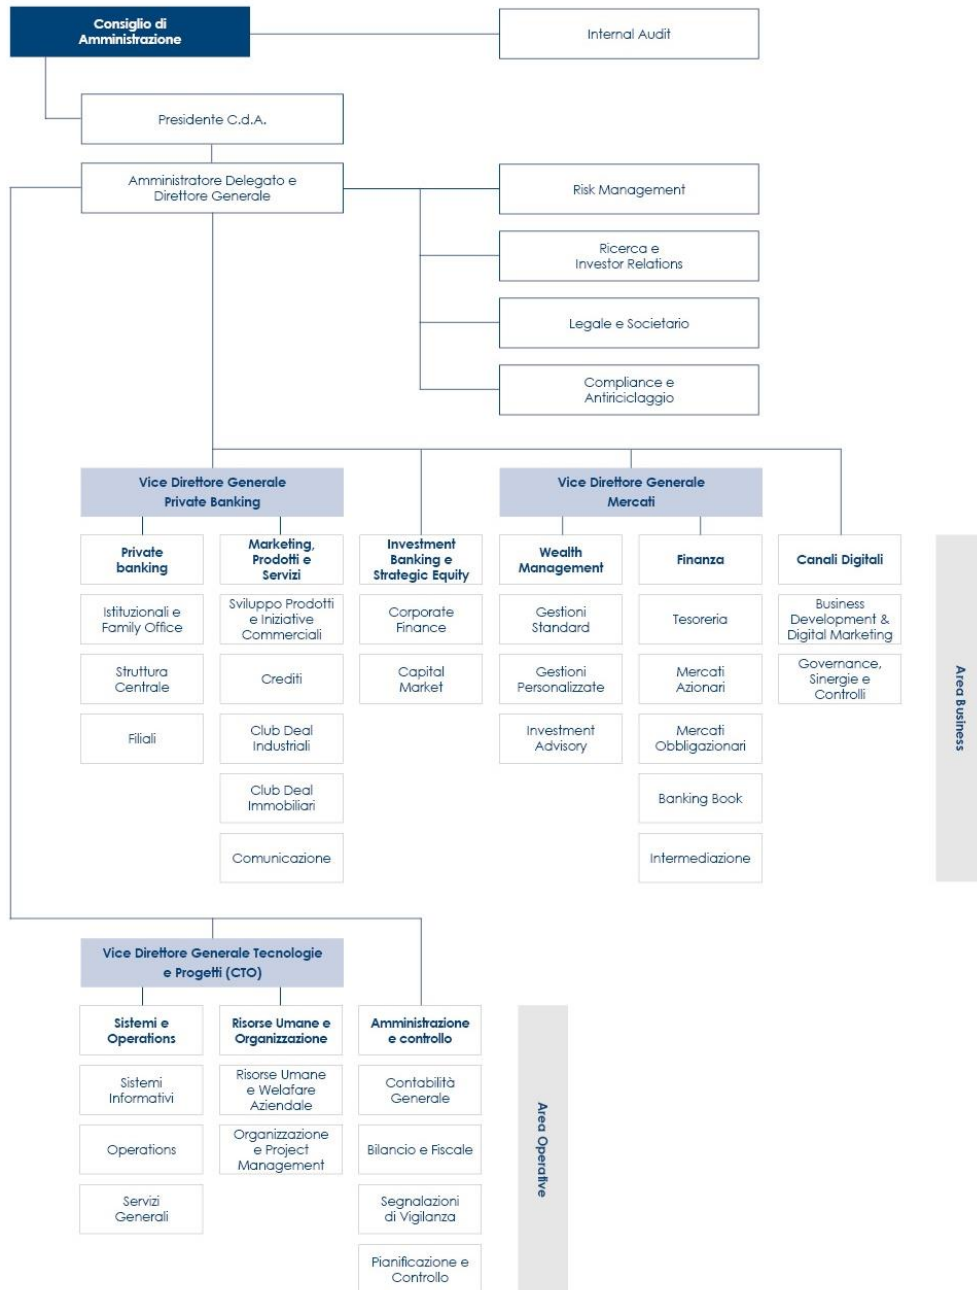 Consiglio di
Amministrazione
Internal Audit
Presidente C.d.A.
Amministratore Delegato e
Direttore Generale
Risk Management
Ricerca e
Investor Relations
Legale e Societario
Compliance e
Antiriciclaggio
Vice Direttore Generale
Private Banking
Vice Direttore Generale
Mercati
Private
banking
Istituzionali e
Family Office
Struttura
Centrale
Filiali
Marketing,
Prodotti e
Servizi
Sviluppo Prodotti
e Iniziative
Commerciali
Crediti
Club Deal
Industriali
Club Deal
Immobiliari
Comunicazione
Investment
Banking e
Strategic Equity
Corporate
Finance
Capital
Market
Wealth
Management
Gestioni
Standard
Gestioni
Personalizzate
Investment
Advisory
Finanza
Tesoreria
Mercati
Azionari
Mercati
Obbligazionari
Banking Book
Intermediazione
Canali Digitali
Business
Development &
Digital Marketing
Governance,
Sinergie e
Controlli
Area Business
Vice Direttore Generale Tecnologie
e Progetti (CTO)
Sistemi e
Operations
Sistemi
Informativi
Operations
Servizi
Generali
Risorse Umane e
Organizzazione
Risorse Umane
e Welafare
Aziendale
Organizzazione
e Project
Management
Amministrazione
e controllo
Contabilità
Generale
Bilancio e Fiscale
Segnalazioni
di Vigilanza
Pianificazione e
Controllo
Area Operative